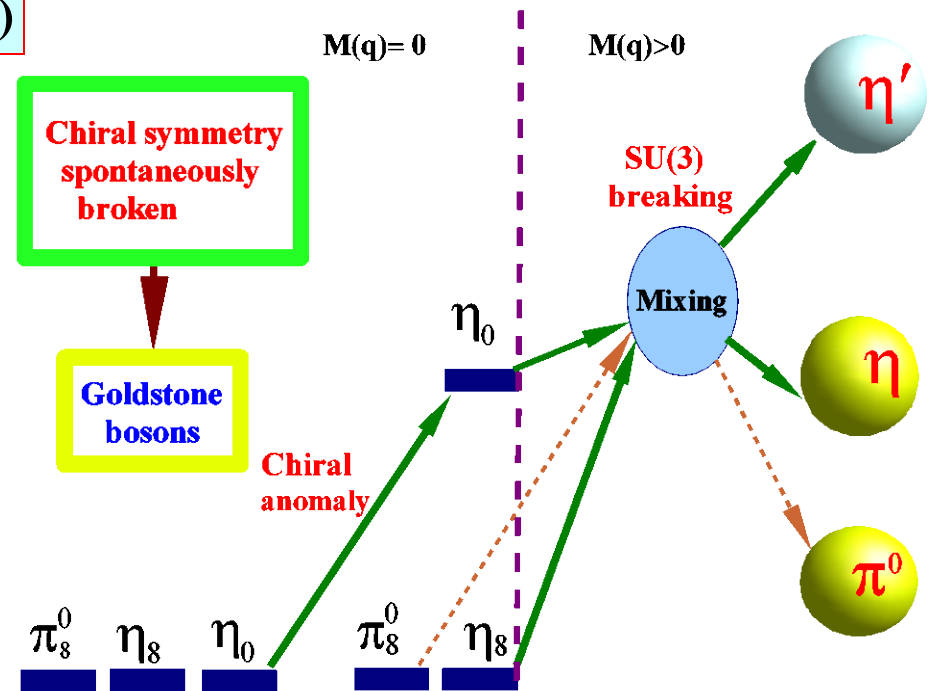 )
M(q)= 0
M(q)>0
Chiral symmetry
spontaneously
broken
Goldstone
bosons
Chiral
anomaly
SU(3)
breaking
Mixing
η′
η
π⁰
η₀
π₈⁰ η₈ η₀ π₈⁰ η₈